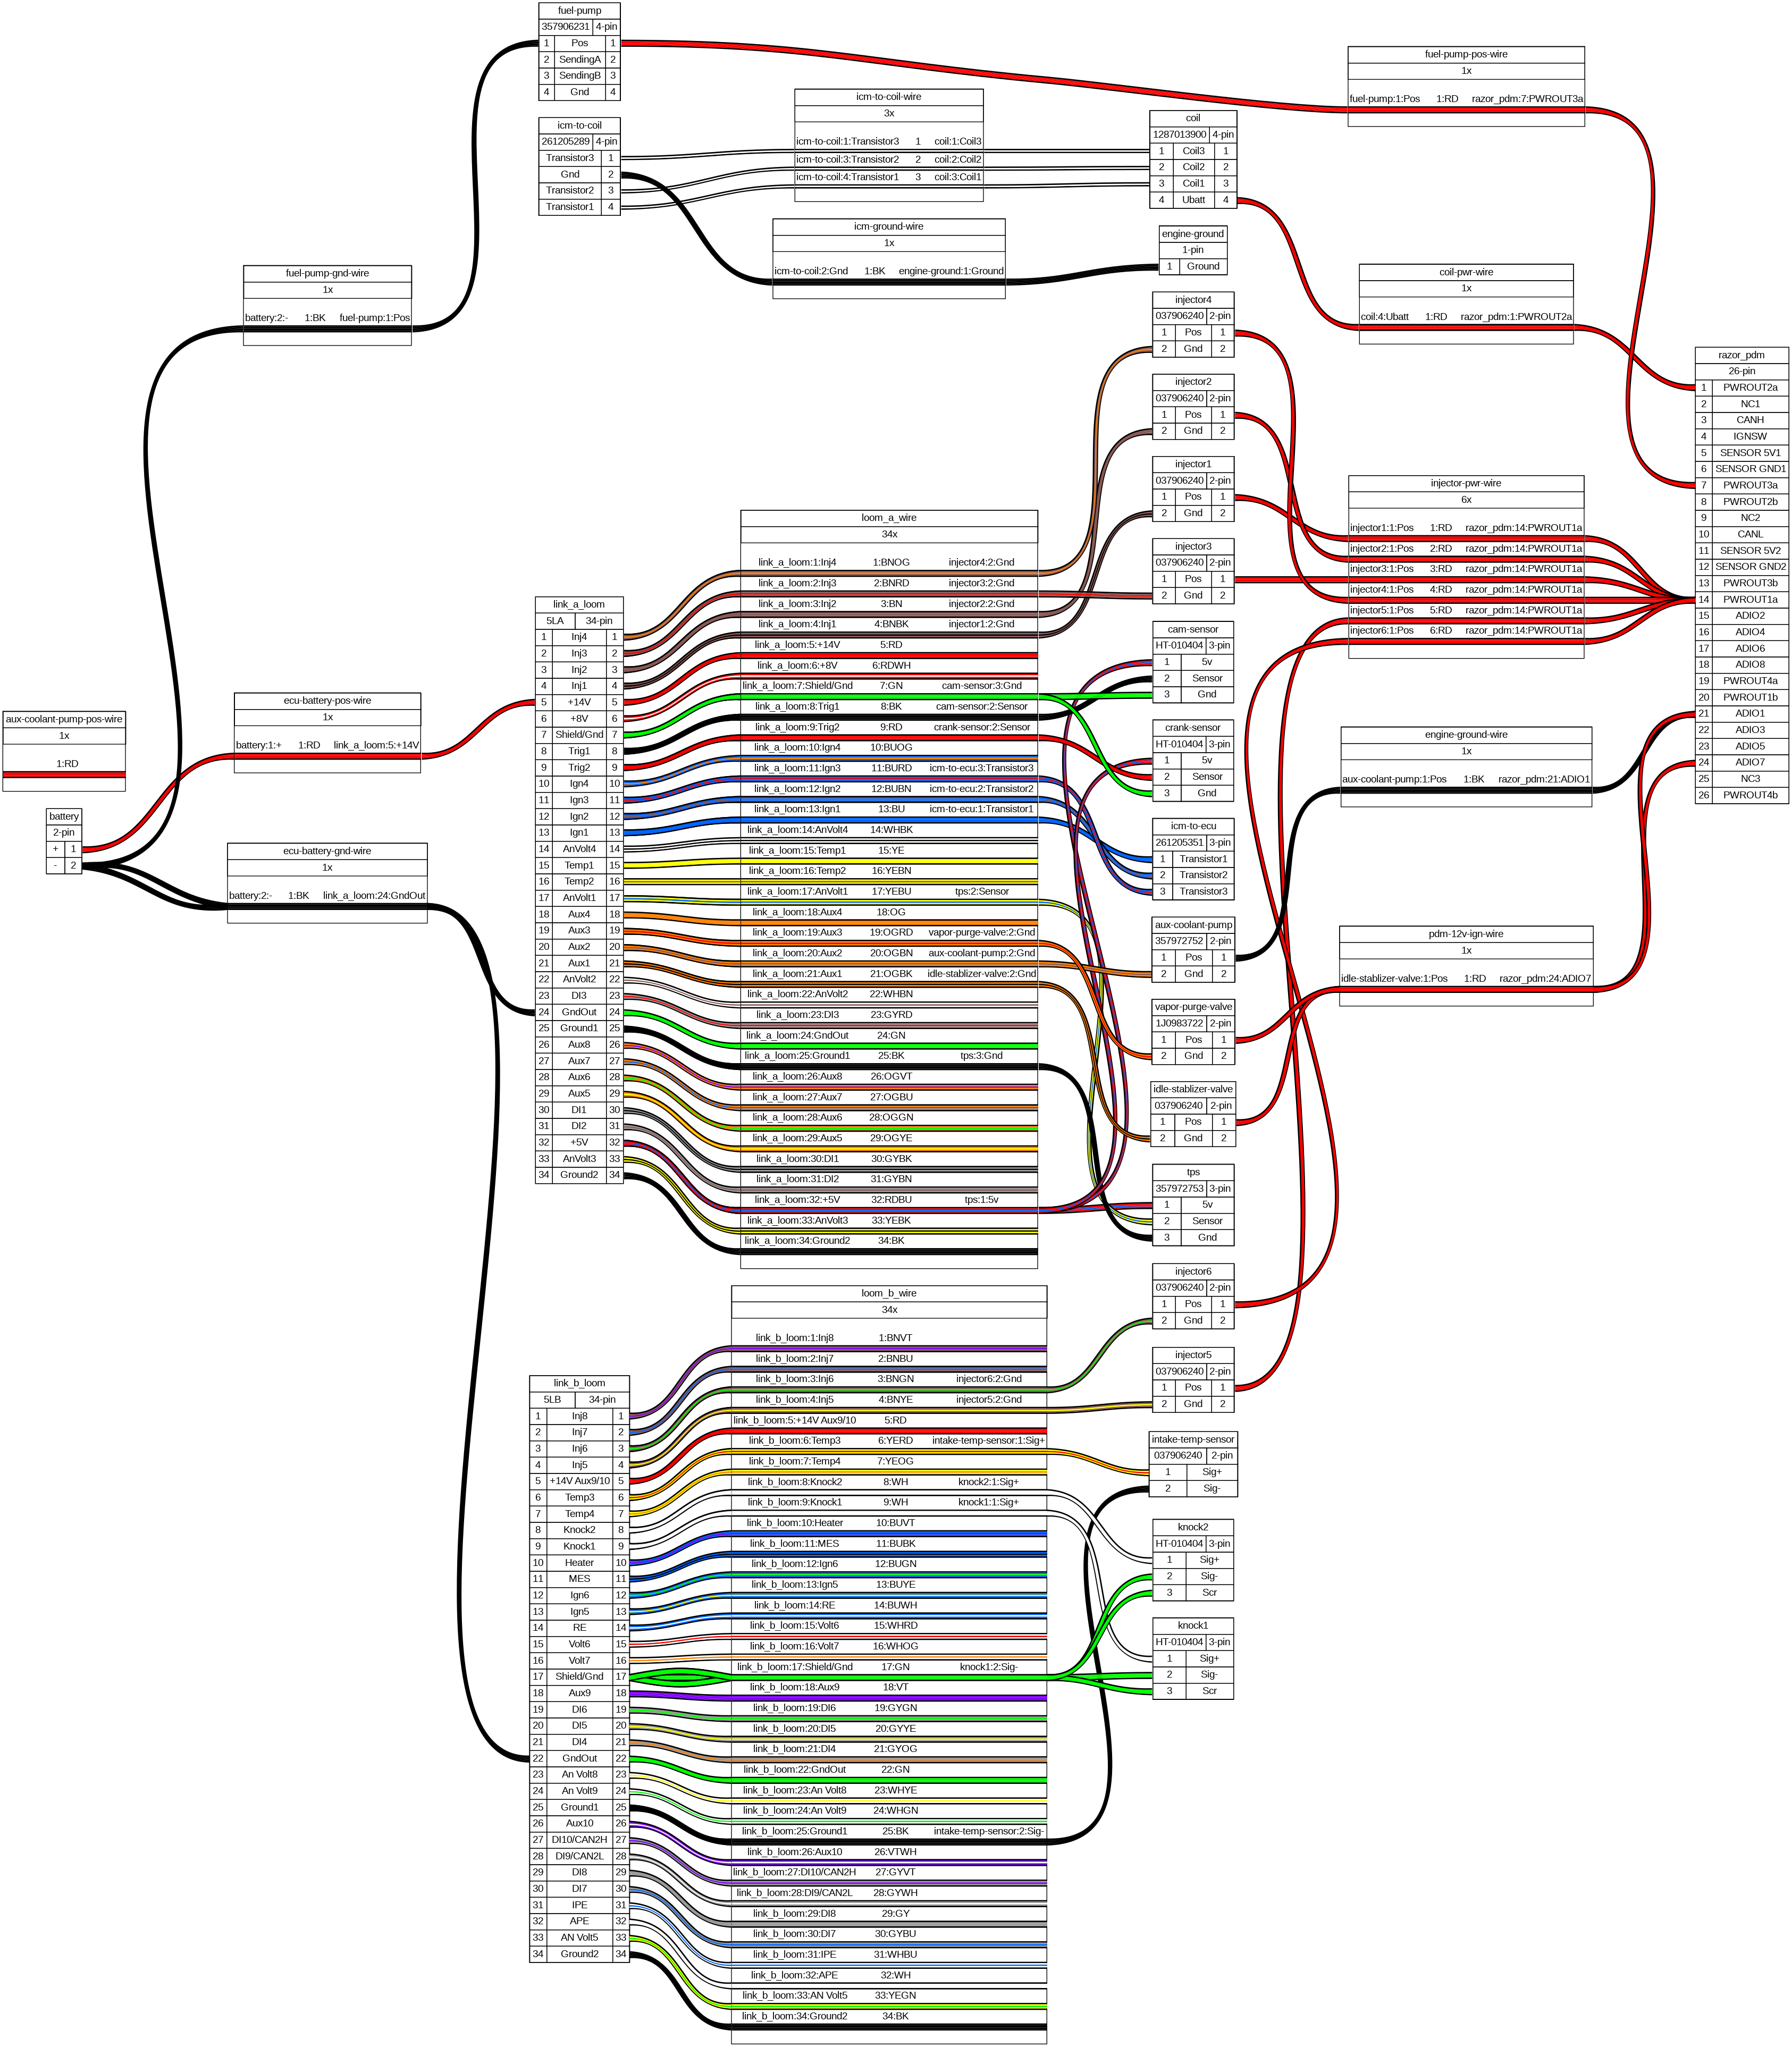 fuel-pump
357906231 4-pin
1 Pos 1
2 SendingA 2
3 SendingB 3
4 Gnd 4
icm-to-coil
261205289 4-pin
Transistor3 1
Gnd 2
Transistor2 3
Transistor1 4
icm-to-coil-wire
3x
icm-to-coil:1:Transistor3 1 coil:1:Coil3
icm-to-coil:3:Transistor2 2 coil:2:Coil2
icm-to-coil:4:Transistor1 3 coil:3:Coil1
coil
1287013900 4-pin
1 Coil3 1
2 Coil2 2
3 Coil1 3
4 Ubatt 4
fuel-pump-pos-wire
1x
fuel-pump:1:Pos 1:RD razor_pdm:7:PWROUT3a
icm-ground-wire
1x
icm-to-coil:2:Gnd 1:BK engine-ground:1:Ground
engine-ground
1-pin
1 Ground
fuel-pump-gnd-wire
1x
battery:2:- 1:BK fuel-pump:1:Pos
coil-pwr-wire
1x
coil:4:Ubatt 1:RD razor_pdm:1:PWROUT2a
injector4
037906240 2-pin
1 Pos 1
2 Gnd 2
injector2
037906240 2-pin
1 Pos 1
2 Gnd 2
injector1
037906240 2-pin
1 Pos 1
2 Gnd 2
injector3
037906240 2-pin
1 Pos 1
2 Gnd 2
razor_pdm
26-pin
1 PWROUT2a
2 NC1
3 CANH
4 IGNSW
5 SENSOR 5V1
6 SENSOR GND1
7 PWROUT3a
8 PWROUT2b
9 NC2
10 CANL
11 SENSOR 5V2
12 SENSOR GND2
13 PWROUT3b
14 PWROUT1a
15 ADIO2
16 ADIO4
17 ADIO6
18 ADIO8
19 PWROUT4a
20 PWROUT1b
21 ADIO1
22 ADIO3
23 ADIO5
24 ADIO7
25 NC3
26 PWROUT4b
injector-pwr-wire
6x
injector1:1:Pos 1:RD razor_pdm:14:PWROUT1a
injector2:1:Pos 2:RD razor_pdm:14:PWROUT1a
injector3:1:Pos 3:RD razor_pdm:14:PWROUT1a
injector4:1:Pos 4:RD razor_pdm:14:PWROUT1a
injector5:1:Pos 5:RD razor_pdm:14:PWROUT1a
injector6:1:Pos 6:RD razor_pdm:14:PWROUT1a
aux-coolant-pump-pos-wire
1x
1:RD
battery
2-pin
+ 1
- 2
ecu-battery-pos-wire
1x
battery:1:+ 1:RD link_a_loom:5:+14V
ecu-battery-gnd-wire
1x
battery:2:- 1:BK link_a_loom:24:GndOut
link_a_loom
5LA 34-pin
1 Inj4 1
2 Inj3 2
3 Inj2 3
4 Inj1 4
5 +14V 5
6 +8V 6
7 Shield/Gnd 7
8 Trig1 8
9 Trig2 9
10 Ign4 10
11 Ign3 11
12 Ign2 12
13 Ign1 13
14 AnVolt4 14
15 Temp1 15
16 Temp2 16
17 AnVolt1 17
18 Aux4 18
19 Aux3 19
20 Aux2 20
21 Aux1 21
22 AnVolt2 22
23 DI3 23
24 GndOut 24
25 Ground1 25
26 Aux8 26
27 Aux7 27
28 Aux6 28
29 Aux5 29
30 DI1 30
31 DI2 31
32 +5V 32
33 AnVolt3 33
34 Ground2 34
loom_a_wire
34x
link_a_loom:1:Inj4 1:BNOG injector4:2:Gnd
link_a_loom:2:Inj3 2:BNRD injector3:2:Gnd
link_a_loom:3:Inj2 3:BN injector2:2:Gnd
link_a_loom:4:Inj1 4:BNBK injector1:2:Gnd
link_a_loom:5:+14V 5:RD
link_a_loom:6:+8V 6:RDWH
link_a_loom:7:Shield/Gnd 7:GN cam-sensor:3:Gnd
link_a_loom:8:Trig1 8:BK cam-sensor:2:Sensor
link_a_loom:9:Trig2 9:RD crank-sensor:2:Sensor
link_a_loom:10:Ign4 10:BUOG
link_a_loom:11:Ign3 11:BURD icm-to-ecu:3:Transistor3
link_a_loom:12:Ign2 12:BUBN icm-to-ecu:2:Transistor2
link_a_loom:13:Ign1 13:BU icm-to-ecu:1:Transistor1
link_a_loom:14:AnVolt4 14:WHBK
link_a_loom:15:Temp1 15:YE
link_a_loom:16:Temp2 16:YEBN
link_a_loom:17:AnVolt1 17:YEBU tps:2:Sensor
link_a_loom:18:Aux4 18:OG
link_a_loom:19:Aux3 19:OGRD vapor-purge-valve:2:Gnd
link_a_loom:20:Aux2 20:OGBN aux-coolant-pump:2:Gnd
link_a_loom:21:Aux1 21:OGBK idle-stablizer-valve:2:Gnd
link_a_loom:22:AnVolt2 22:WHBN
link_a_loom:23:DI3 23:GYRD
link_a_loom:24:GndOut 24:GN
link_a_loom:25:Ground1 25:BK tps:3:Gnd
link_a_loom:26:Aux8 26:OGVT
link_a_loom:27:Aux7 27:OGBU
link_a_loom:28:Aux6 28:OGGN
link_a_loom:29:Aux5 29:OGYE
link_a_loom:30:DI1 30:GYBK
link_a_loom:31:DI2 31:GYBN
link_a_loom:32:+5V 32:RDBU tps:1:5v
link_a_loom:33:AnVolt3 33:YEBK
link_a_loom:34:Ground2 34:BK
cam-sensor
HT-010404 3-pin
1 5v
2 Sensor
3 Gnd
crank-sensor
HT-010404 3-pin
1 5v
2 Sensor
3 Gnd
icm-to-ecu
261205351 3-pin
1 Transistor1
2 Transistor2
3 Transistor3
aux-coolant-pump
357972752 2-pin
1 Pos 1
2 Gnd 2
vapor-purge-valve
1J0983722 2-pin
1 Pos 1
2 Gnd 2
idle-stablizer-valve
037906240 2-pin
1 Pos 1
2 Gnd 2
tps
357972753 3-pin
1 5v
2 Sensor
3 Gnd
engine-ground-wire
1x
aux-coolant-pump:1:Pos 1:BK razor_pdm:21:ADIO1
pdm-12v-ign-wire
1x
idle-stablizer-valve:1:Pos 1:RD razor_pdm:24:ADIO7
injector6
037906240 2-pin
1 Pos 1
2 Gnd 2
injector5
037906240 2-pin
1 Pos 1
2 Gnd 2
intake-temp-sensor
037906240 2-pin
1 Sig+
2 Sig-
knock2
HT-010404 3-pin
1 Sig+
2 Sig-
3 Scr
knock1
HT-010404 3-pin
1 Sig+
2 Sig-
3 Scr
link_b_loom
5LB 34-pin
1 Inj8 1
2 Inj7 2
3 Inj6 3
4 Inj5 4
5 +14V Aux9/10 5
6 Temp3 6
7 Temp4 7
8 Knock2 8
9 Knock1 9
10 Heater 10
11 MES 11
12 Ign6 12
13 Ign5 13
14 RE 14
15 Volt6 15
16 Volt7 16
17 Shield/Gnd 17
18 Aux9 18
19 DI6 19
20 DI5 20
21 DI4 21
22 GndOut 22
23 An Volt8 23
24 An Volt9 24
25 Ground1 25
26 Aux10 26
27 DI10/CAN2H 27
28 DI9/CAN2L 28
29 DI8 29
30 DI7 30
31 IPE 31
32 APE 32
33 AN Volt5 33
34 Ground2 34
loom_b_wire
34x
link_b_loom:1:Inj8 1:BNVT
link_b_loom:2:Inj7 2:BNBU
link_b_loom:3:Inj6 3:BNGN injector6:2:Gnd
link_b_loom:4:Inj5 4:BNYE injector5:2:Gnd
link_b_loom:5:+14V Aux9/10 5:RD
link_b_loom:6:Temp3 6:YERD intake-temp-sensor:1:Sig+
link_b_loom:7:Temp4 7:YEOG
link_b_loom:8:Knock2 8:WH knock2:1:Sig+
link_b_loom:9:Knock1 9:WH knock1:1:Sig+
link_b_loom:10:Heater 10:BUVT
link_b_loom:11:MES 11:BUBK
link_b_loom:12:Ign6 12:BUGN
link_b_loom:13:Ign5 13:BUYE
link_b_loom:14:RE 14:BUWH
link_b_loom:15:Volt6 15:WHRD
link_b_loom:16:Volt7 16:WHOG
link_b_loom:17:Shield/Gnd 17:GN knock1:2:Sig-
link_b_loom:18:Aux9 18:VT
link_b_loom:19:DI6 19:GYGN
link_b_loom:20:DI5 20:GYYE
link_b_loom:21:DI4 21:GYOG
link_b_loom:22:GndOut 22:GN
link_b_loom:23:An Volt8 23:WHYE
link_b_loom:24:An Volt9 24:WHGN
link_b_loom:25:Ground1 25:BK intake-temp-sensor:2:Sig-
link_b_loom:26:Aux10 26:VTWH
link_b_loom:27:DI10/CAN2H 27:GYVT
link_b_loom:28:DI9/CAN2L 28:GYWH
link_b_loom:29:DI8 29:GY
link_b_loom:30:DI7 30:GYBU
link_b_loom:31:IPE 31:WHBU
link_b_loom:32:APE 32:WH
link_b_loom:33:AN Volt5 33:YEGN
link_b_loom:34:Ground2 34:BK